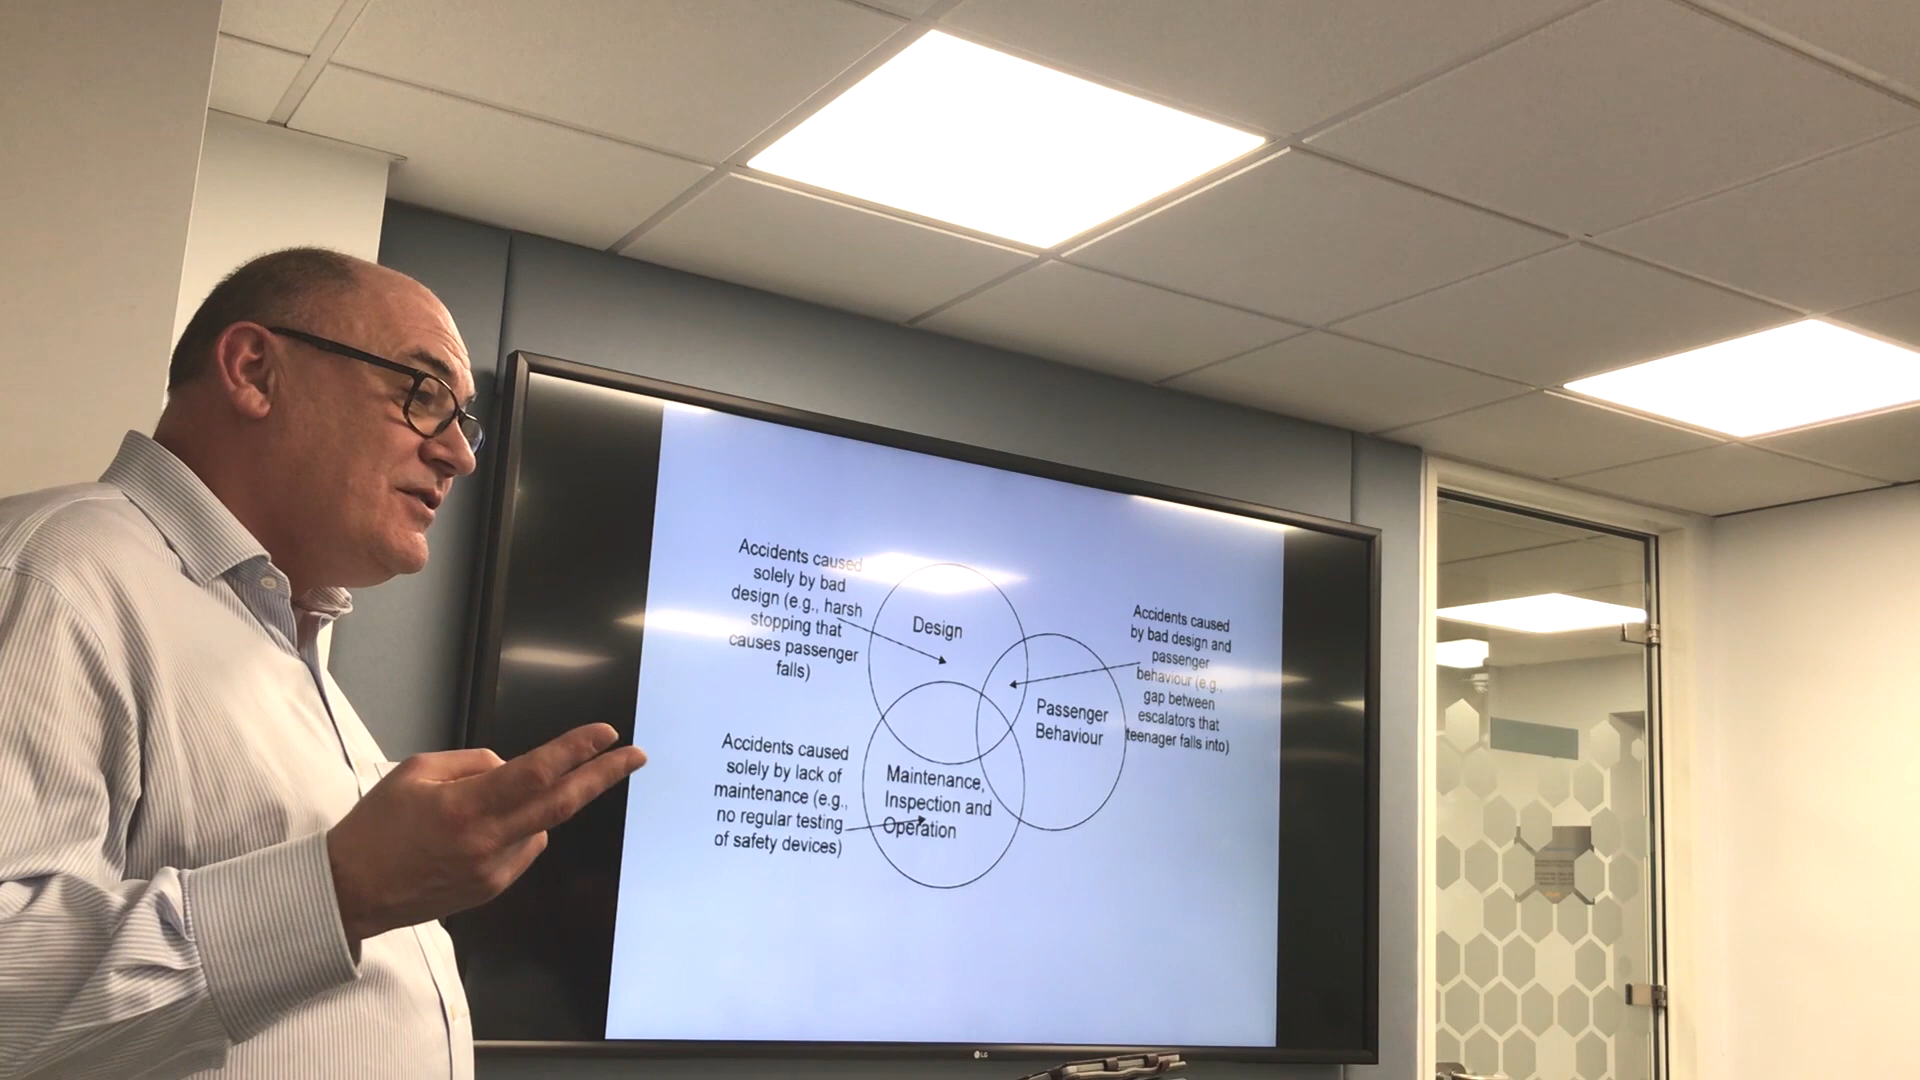 Accidents caused
solely by bad
design (e.g., harsh
stopping that
causes passenger
falls)
Design
Accidents caused
by bad design and
passenger
behaviour (e.g.,
gap between
escalators that
teenager falls into)
Passenger
Behaviour
Accidents caused
solely by lack of
maintenance (e.g.,
no regular testing
of safety devices)
Maintenance,
Inspection and
Operation
LG